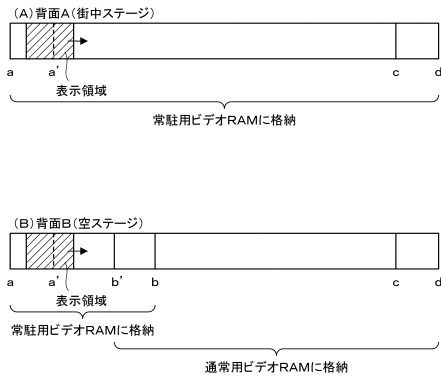 (A)背面A(街中ステージ)
a a’ c d
表示領域
常駐用ビデオRAMに格納
(B)背面B(空ステージ)
a a’ b’ b c d
表示領域
常駐用ビデオRAMに格納
通常用ビデオRAMに格納